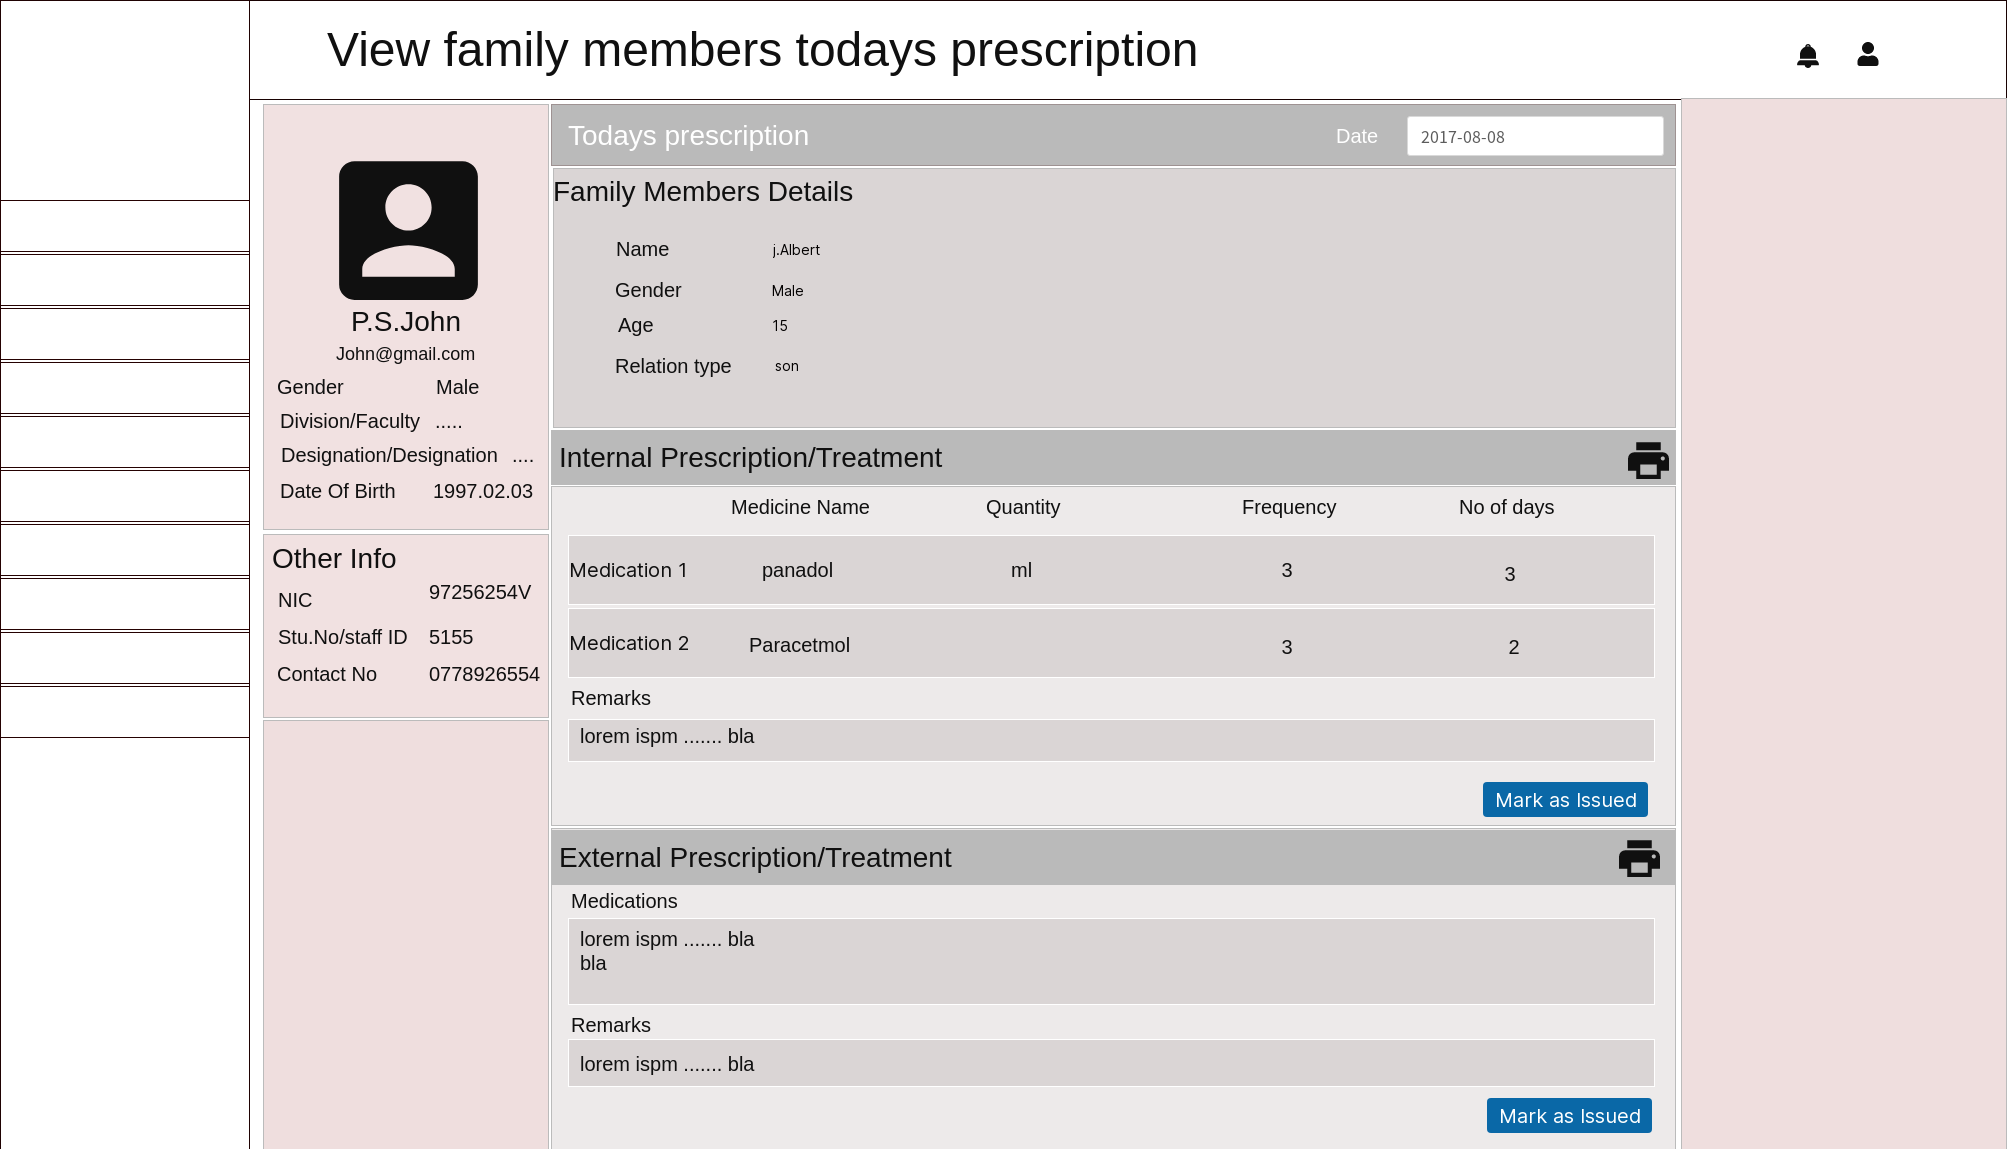 View family members todays prescription
P.S.John
John@gmail.com
Gender Male
Division/Faculty .....
Designation/Designation ....
Date Of Birth 1997.02.03
Other Info
NIC 97256254V
Stu.No/staff ID 5155
Contact No 0778926554
Todays prescription Date 2017-08-08
Family Members Details
Name j.Albert
Gender Male
Age 15
Relation type son
Internal Prescription/Treatment
Medicine Name Quantity Frequency No of days
Medication 1 panadol ml 3 3
Medication 2 Paracetmol 3 2
Remarks
lorem ispm ....... bla
Mark as Issued
External Prescription/Treatment
Medications
lorem ispm ....... bla
bla
Remarks
lorem ispm ....... bla
Mark as Issued